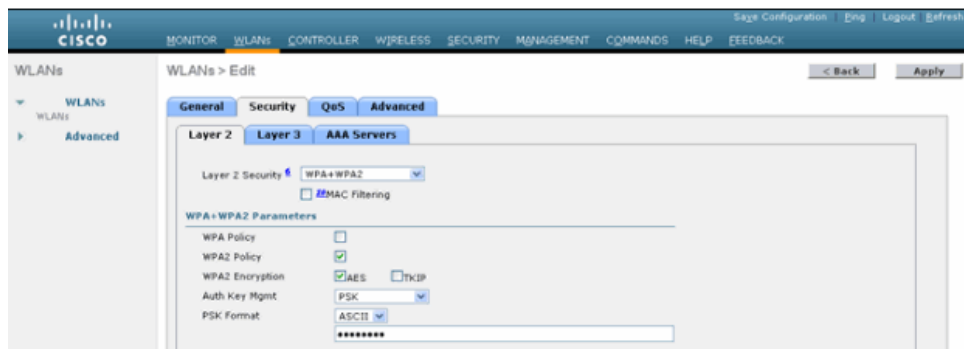 Save Configuration | Ping | Logout | Refresh
CISCO
MONITOR WLANs CONTROLLER WIRELESS SECURITY MANAGEMENT COMMANDS HELP FEEDBACK
WLANs
WLANs > Edit
< Back
Apply
WLANs
WLANs
Advanced
General Security QoS Advanced
Layer 2 Layer 3 AAA Servers
Layer 2 Security 6 WPA+WPA2
MAC Filtering
WPA+WPA2 Parameters
WPA Policy
WPA2 Policy
WPA2 Encryption AES TKIP
Auth Key Mgmt PSK
PSK Format ASCII
••••••••